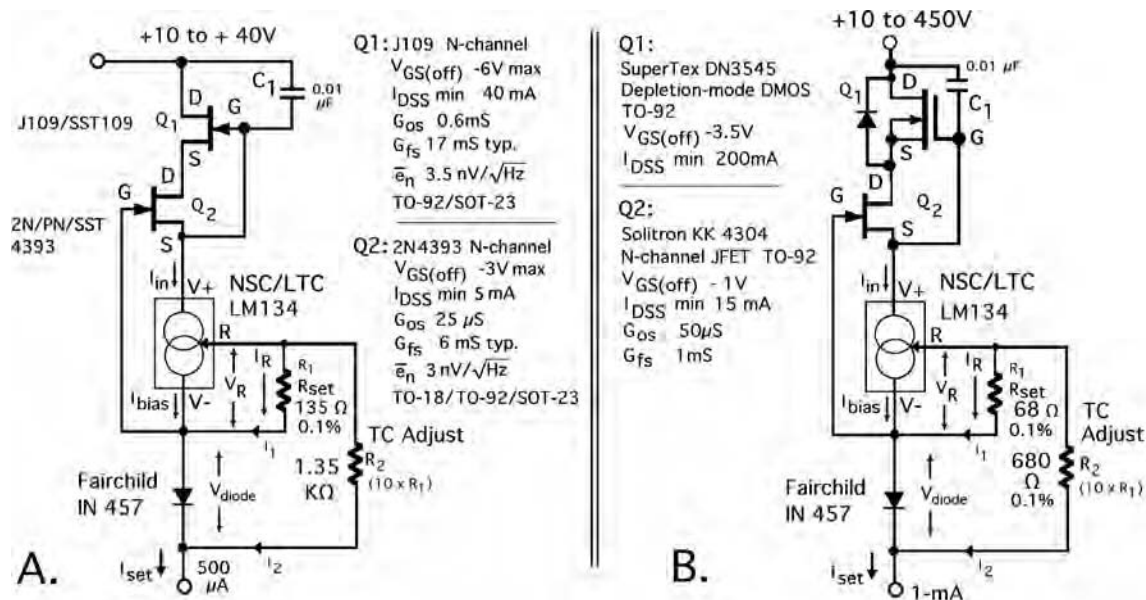 A.
+10 to + 40V
J109/SST109
Q1
D
G
S
C1
0.01
µF
D
G
Q2
S
2N/PN/SST
4393
Iin
V+
NSC/LTC
LM134
R
IR
VR
R1
Rset
135 Ω
0.1%
Ibias
V-
I1
TC Adjust
R2
(10 x R1)
1.35
KΩ
Fairchild
IN 457
Vdiode
Iset
I2
500
µA
Q1: J109 N-channel
VGS(off) -6V max
IDSS min 40 mA
Gos 0.6mS
Gfs 17 mS typ.
en 3.5 nV/√Hz
TO-92/SOT-23
Q2: 2N4393 N-channel
VGS(off) -3V max
IDSS min 5 mA
Gos 25 µS
Gfs 6 mS typ.
en 3 nV/√Hz
TO-18/TO-92/SOT-23
B.
Q1:
SuperTex DN3545
Depletion-mode DMOS
TO-92
VGS(off) -3.5V
IDSS min 200mA
Q2:
Solitron KK 4304
N-channel JFET TO-92
VGS(off) - 1V
IDSS min 15 mA
Gos 50µS
Gfs 1mS
+10 to 450V
Q1
D
S
G
C1
0.01 µF
G
D
Q2
S
Iin
V+
NSC/LTC
LM134
R
IR
VR
R1
Rset
68 Ω
0.1%
Ibias
V-
I1
TC
Adjust
680
Ω
0.1%
R2
(10 x R1)
Fairchild
IN 457
Vdiode
Iset
I2
1-mA